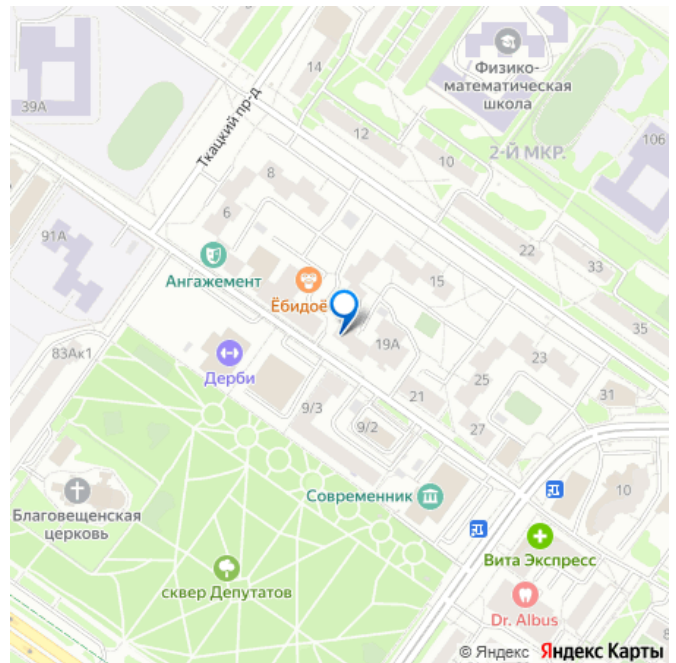 14
Физико-
математическая
школа
39А
Ткацкий пр-д
12
10
2-Й МКР.
106
8
6
91А
22
33
Ангажемент
15
Ёбидоё
35
83Ак1
19А
23
Дерби
25
31
21
9/3
9/2
27
Современник
10
Благовещенская
церковь
Вита Экспресс
сквер Депутатов
Dr. Albus
© Яндекс Яндекс Карты